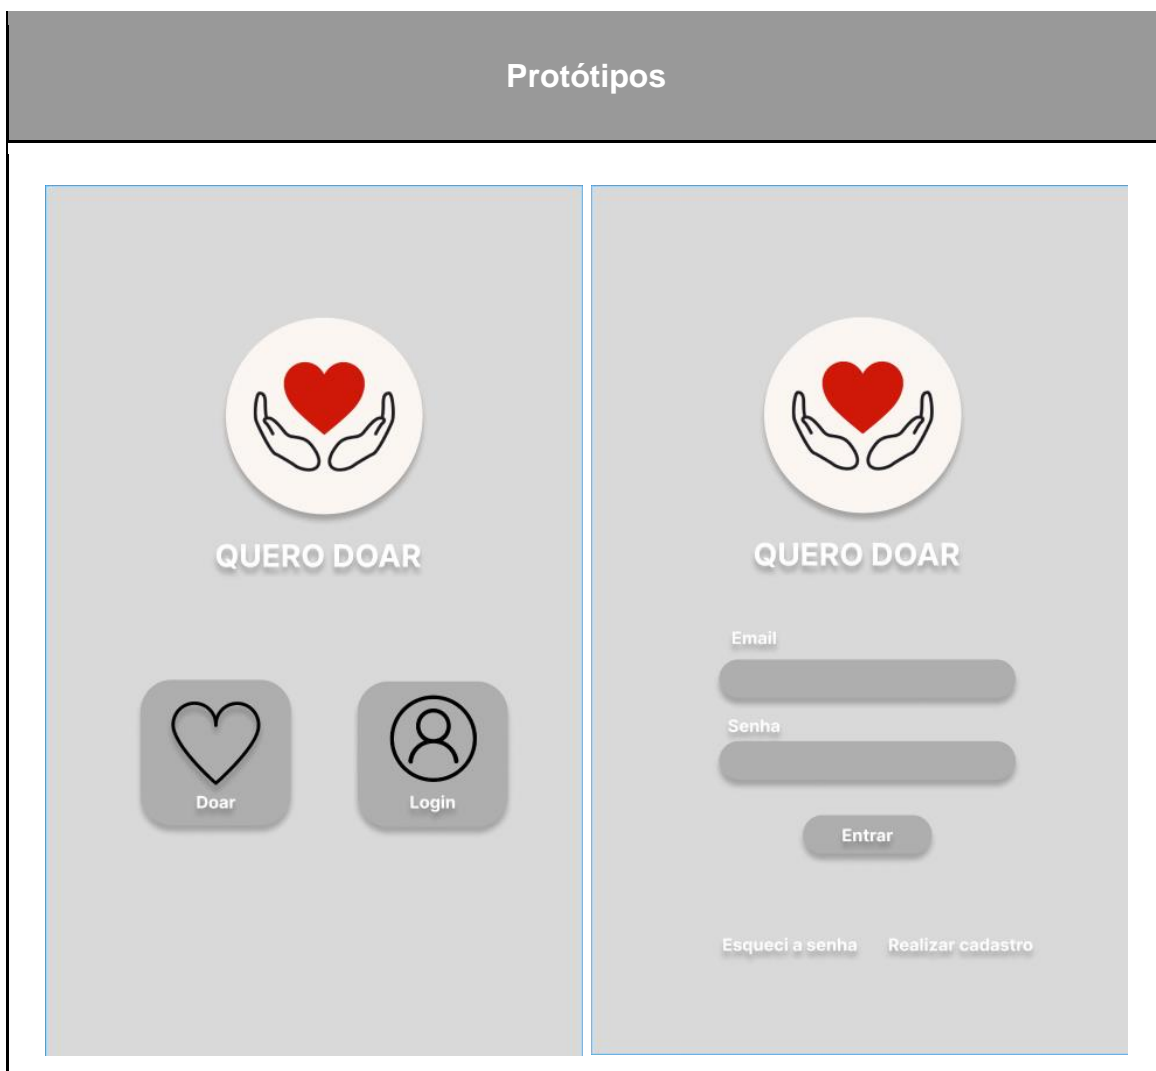 Protótipos
QUERO DOAR
Doar
Login
QUERO DOAR
Email
Senha
Entrar
Esqueci a senha
Realizar cadastro